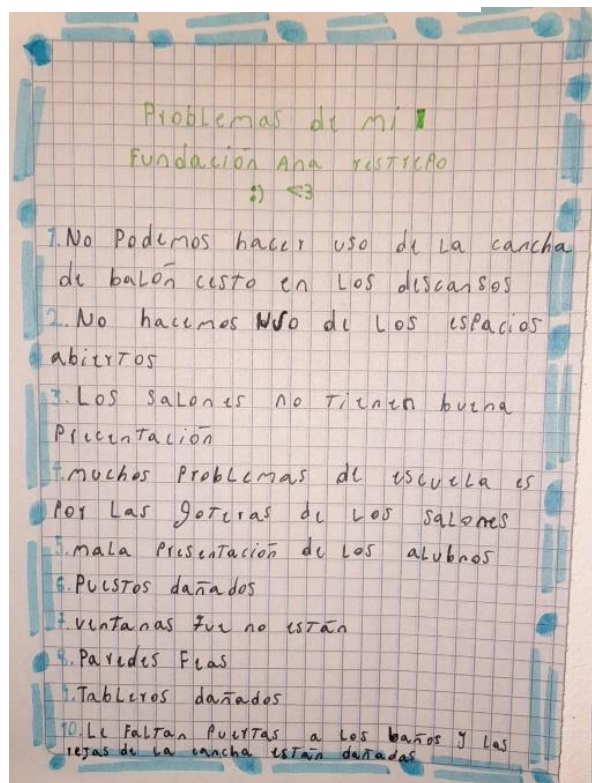 Problemas de mi
Fundación Ana restrepo
:) <3
1. No Podemos hacer uso de La cancha
de balón cesto en Los descansos
2. No hacemos uso de Los espacios
abiertos
3. Los salones no tienen buena
Precentación
4. muchos problemas de escuela es
por Las goteras de Los salones
5. mala Presentación de Los alubnos
6. Puestos dañados
7. ventanas que no están
8. Paredes Feas
9. Tableros dañados
10. Le Faltan Puertas a Los baños y Las
rejas de La cancha están dañadas